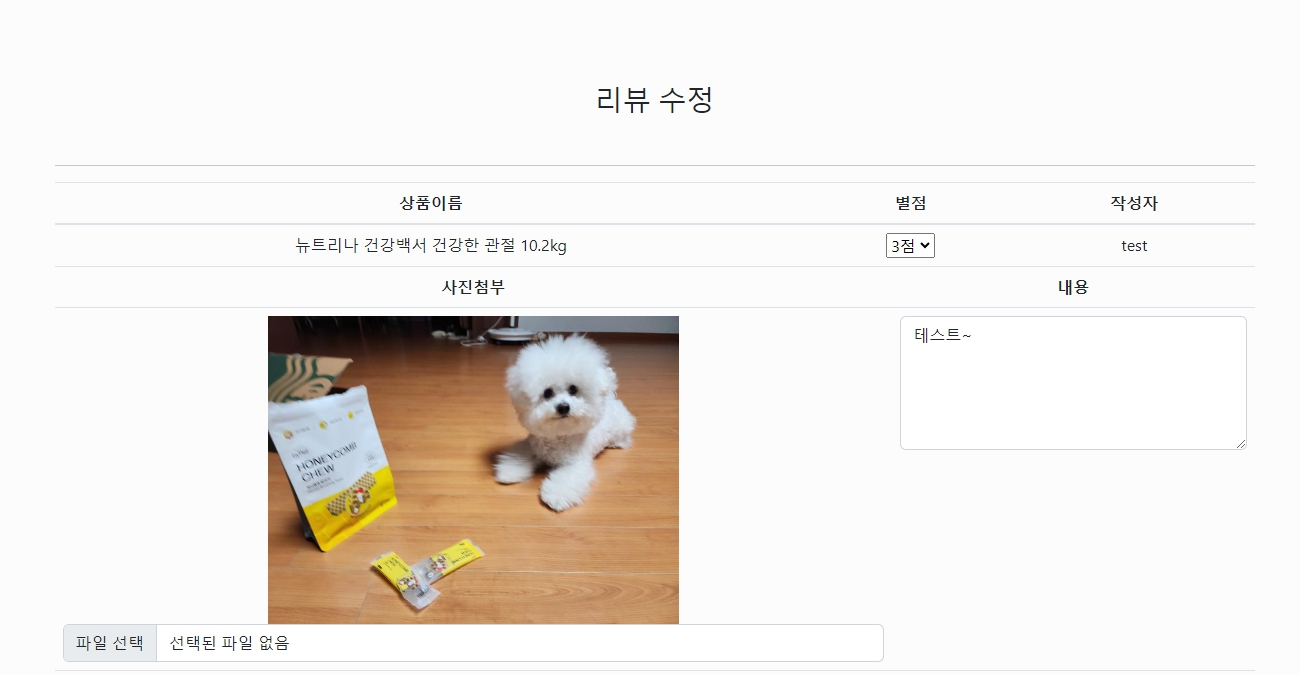 리뷰 수정
상품이름 별점 작성자
뉴트리나 건강백서 건강한 관절 10.2kg 3점 test
사진첨부 내용
테스트~
HONEYCOMB
CHEW
파일 선택 선택된 파일 없음